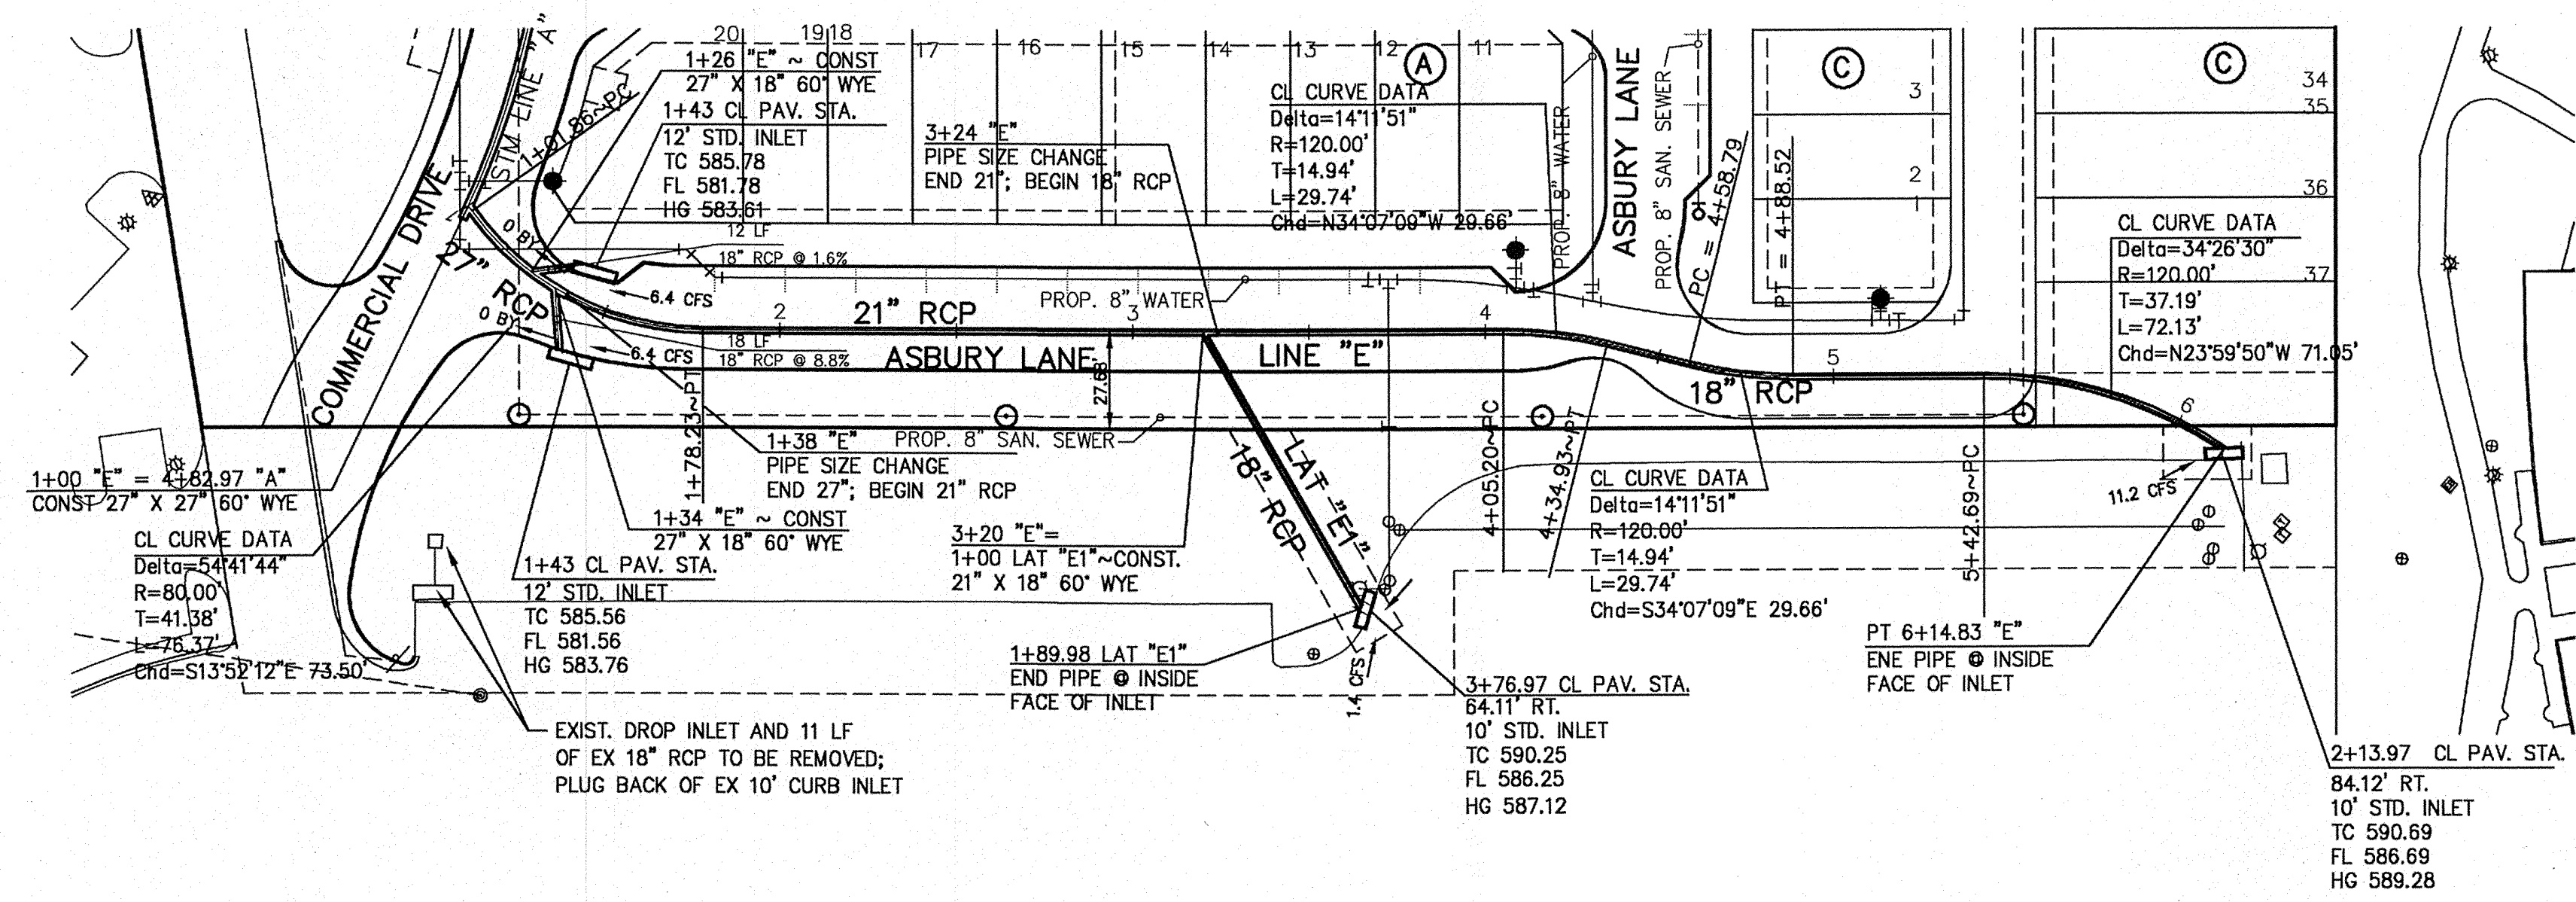 20
19
18
17
16
15
14
13
12
11
A
C
3
2
1
C
34
35
36
37
STM LINE "A"
1+01.86~PC
1+26 "E" ~ CONST
27" X 18" 60° WYE
1+43 CL PAV. STA.
12' STD. INLET
TC 585.78
FL 581.78
HG 583.61
12 LF
18" RCP @ 1.6%
3+24 "E"
PIPE SIZE CHANGE
END 21"; BEGIN 18" RCP
CL CURVE DATA
Delta=14°11'51"
R=120.00'
T=14.94'
L=29.74'
Chd=N34°07'09"W 29.66'
PROP. 8" WATER
ASBURY LANE
PROP. 8" SAN. SEWER
PC = 4+58.79
PT = 4+88.52
CL CURVE DATA
Delta=34°26'30"
R=120.00'
T=37.19'
L=72.13'
Chd=N23°59'50"W 71.05'
COMMERCIAL DRIVE
0 BY
27" RCP
0 BY
6.4 CFS
6.4 CFS
2
21" RCP
PROP. 8" WATER
3
4
5
6
18 LF
18" RCP @ 8.8%
ASBURY LANE
27.68
LINE "E"
18" RCP
1+78.23~PT
1+38 "E"
PIPE SIZE CHANGE
END 27"; BEGIN 21" RCP
PROP. 8" SAN. SEWER
1+00 "E" = 4+82.97 "A"
CONST 27" X 27" 60° WYE
CL CURVE DATA
Delta=54°41'44"
R=80.00'
T=41.38'
L=76.37'
Chd=S13°52'12"E 73.50'
1+34 "E" ~ CONST
27" X 18" 60° WYE
1+43 CL PAV. STA.
12' STD. INLET
TC 585.56
FL 581.56
HG 583.76
3+20 "E"=
1+00 LAT "E1"~CONST.
21" X 18" 60° WYE
LAT "E1"
18" RCP
4+05.20~PC
4+34.93~PT
CL CURVE DATA
Delta=14°11'51"
R=120.00'
T=14.94'
L=29.74'
Chd=S34°07'09"E 29.66'
5+42.69~PC
11.2 CFS
PT 6+14.83 "E"
ENE PIPE @ INSIDE
FACE OF INLET
1+89.98 LAT "E1"
END PIPE @ INSIDE
FACE OF INLET
1.4 CFS
3+76.97 CL PAV. STA.
64.11' RT.
10' STD. INLET
TC 590.25
FL 586.25
HG 587.12
EXIST. DROP INLET AND 11 LF
OF EX 18" RCP TO BE REMOVED;
PLUG BACK OF EX 10' CURB INLET
2+13.97 CL PAV. STA.
84.12' RT.
10' STD. INLET
TC 590.69
FL 586.69
HG 589.28